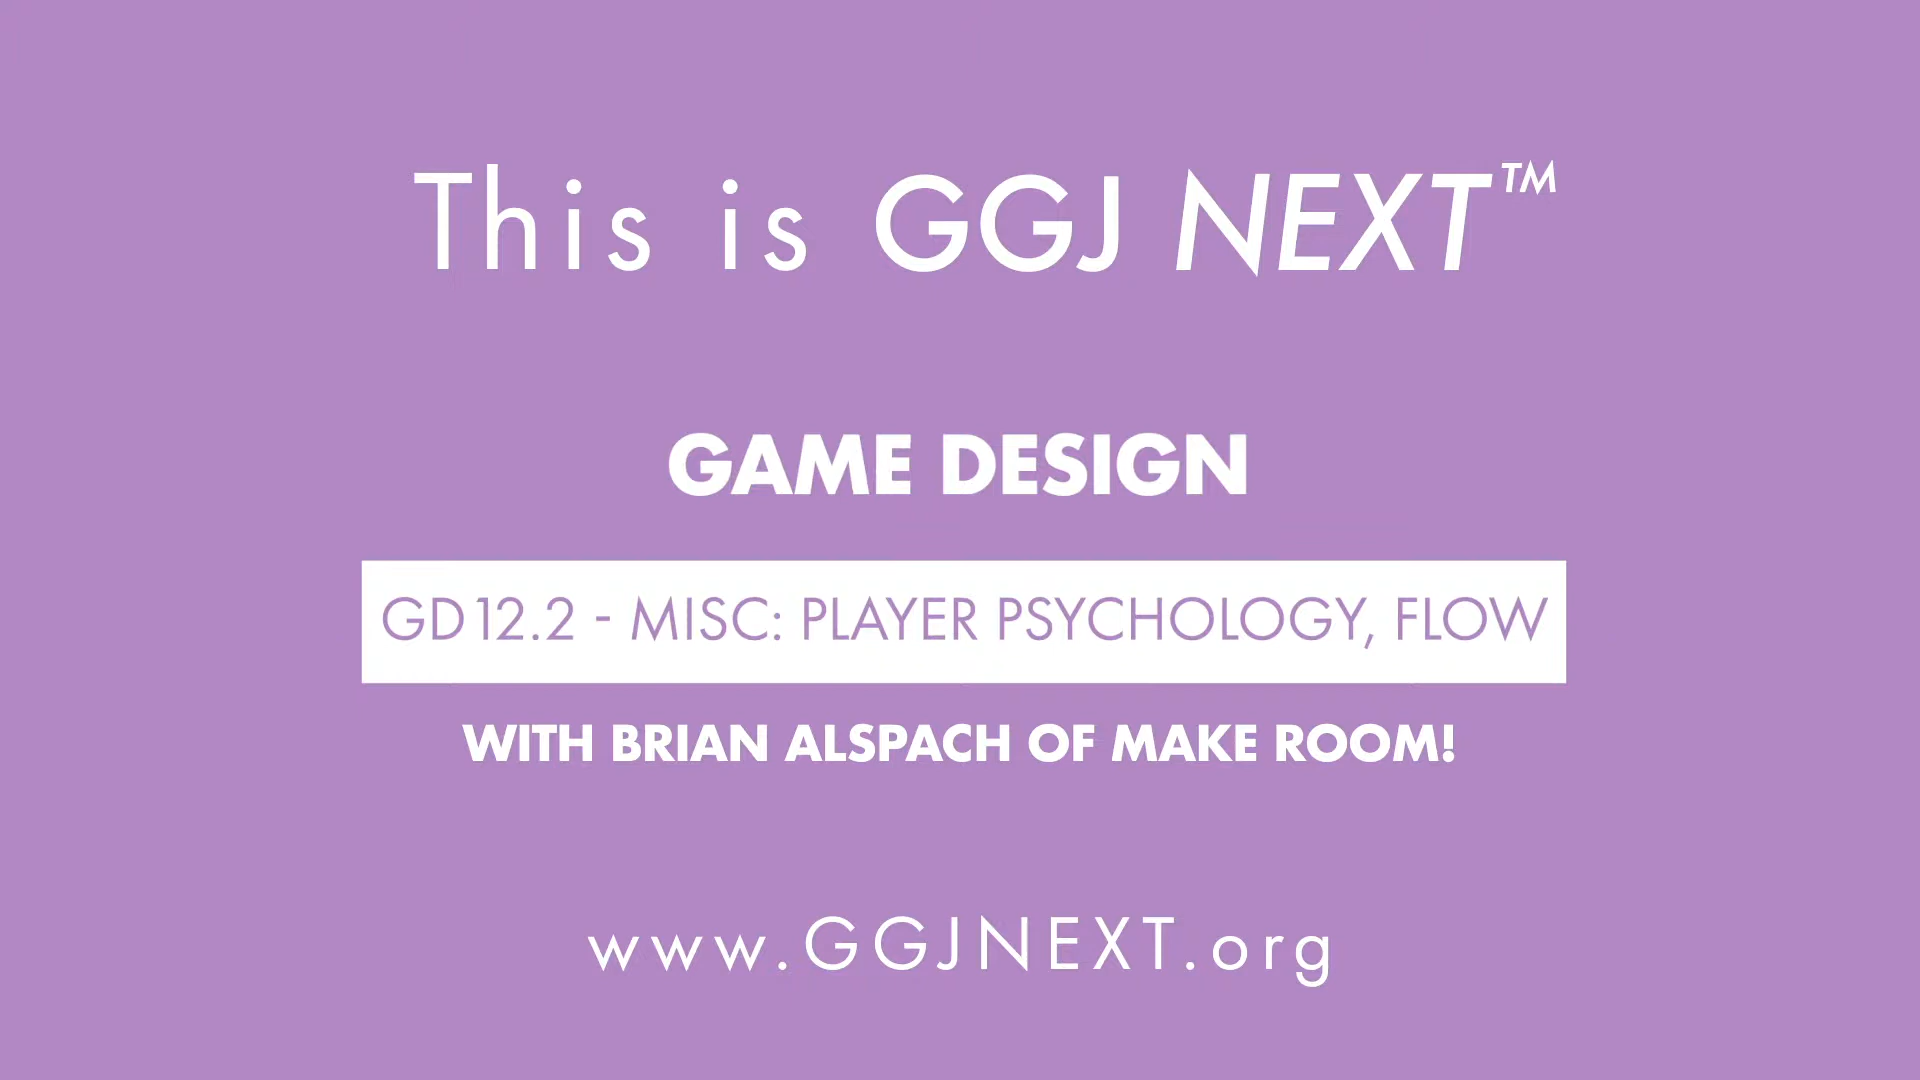 This is GGJ NEXT™
GAME DESIGN
GD12.2 - MISC: PLAYER PSYCHOLOGY, FLOW
WITH BRIAN ALSPACH OF MAKE ROOM!
www.GGJNEXT.org